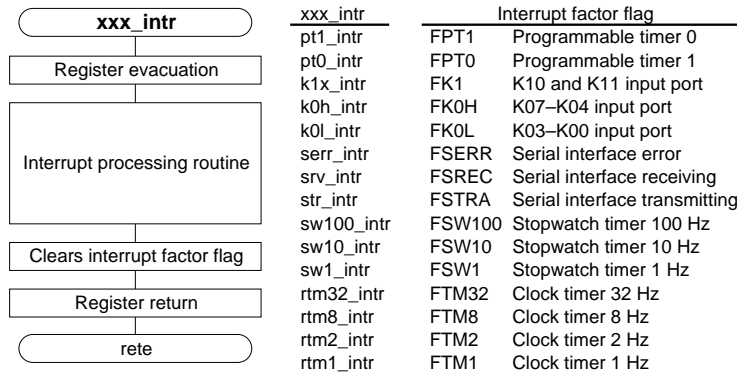 xxx_intr
Register evacuation
Interrupt processing routine
Clears interrupt factor flag
Register return
rete
xxx_intr Interrupt factor flag
pt1_intr FPT1 Programmable timer 0
pt0_intr FPT0 Programmable timer 1
k1x_intr FK1 K10 and K11 input port
k0h_intr FK0H K07–K04 input port
k0l_intr FK0L K03–K00 input port
serr_intr FSERR Serial interface error
srv_intr FSREC Serial interface receiving
str_intr FSTRA Serial interface transmitting
sw100_intr FSW100 Stopwatch timer 100 Hz
sw10_intr FSW10 Stopwatch timer 10 Hz
sw1_intr FSW1 Stopwatch timer 1 Hz
rtm32_intr FTM32 Clock timer 32 Hz
rtm8_intr FTM8 Clock timer 8 Hz
rtm2_intr FTM2 Clock timer 2 Hz
rtm1_intr FTM1 Clock timer 1 Hz